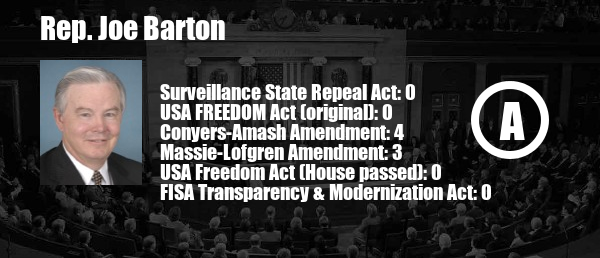 Rep. Joe Barton
Surveillance State Repeal Act: 0
USA FREEDOM Act (original): 0
Conyers-Amash Amendment: 4
Massie-Lofgren Amendment: 3
USA Freedom Act (House passed): 0
FISA Transparency & Modernization Act: 0
A